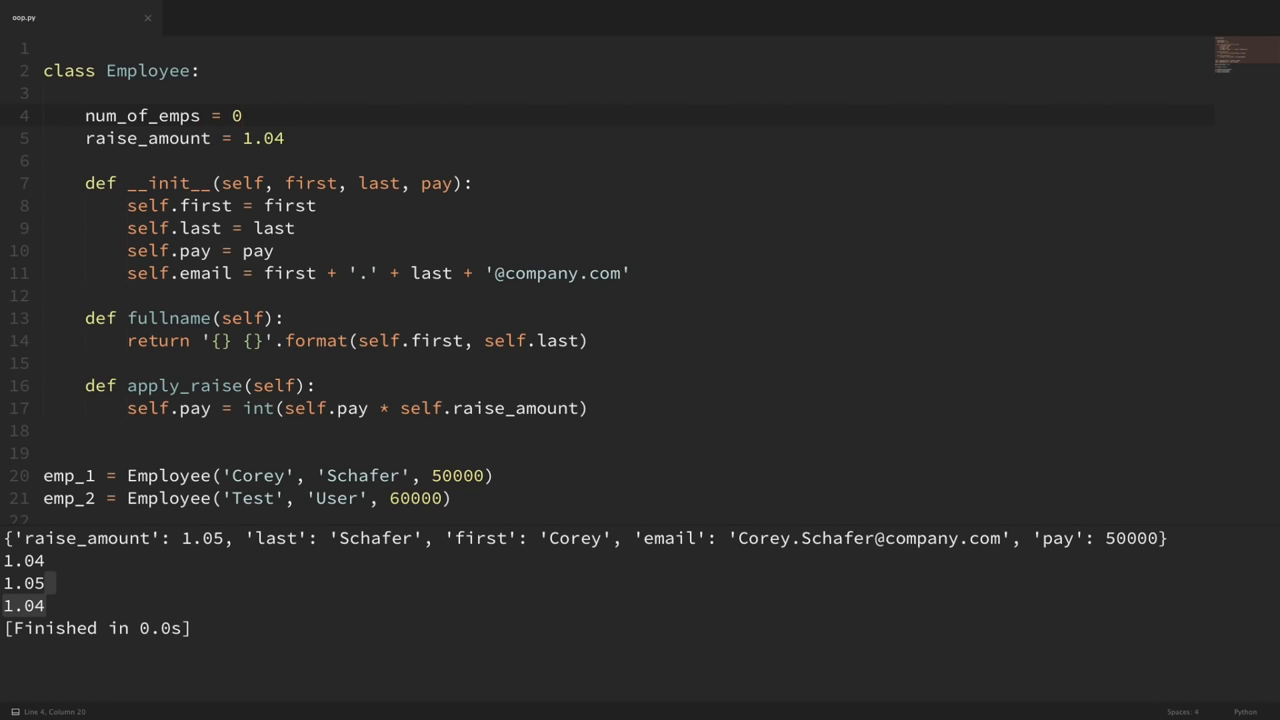 oop.py ×
1
2 class Employee:
3
4     num_of_emps = 0
5     raise_amount = 1.04
6
7     def __init__(self, first, last, pay):
8         self.first = first
9         self.last = last
10         self.pay = pay
11         self.email = first + '.' + last + '@company.com'
12
13     def fullname(self):
14         return '{} {}'.format(self.first, self.last)
15
16     def apply_raise(self):
17         self.pay = int(self.pay * self.raise_amount)
18
19
20 emp_1 = Employee('Corey', 'Schafer', 50000)
21 emp_2 = Employee('Test', 'User', 60000)
22
{'raise_amount': 1.05, 'last': 'Schafer', 'first': 'Corey', 'email': 'Corey.Schafer@company.com', 'pay': 50000}
1.04
1.05
1.04
[Finished in 0.0s]
Line 4, Column 20 Spaces: 4 Python